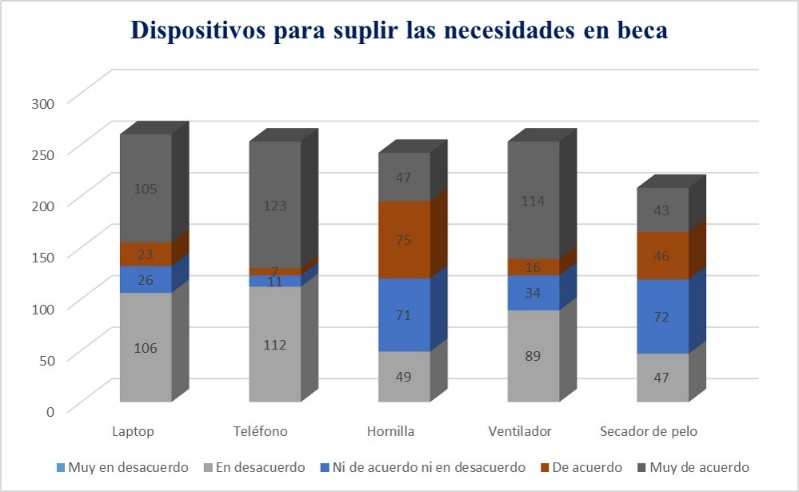 Dispositivos para suplir las necesidades en beca
300
250
200
150
100
50
0
105
23
26
106
123
7
11
112
47
75
71
49
114
16
34
89
43
46
72
47
Laptop
Teléfono
Hornilla
Ventilador
Secador de pelo
Muy en desacuerdo
En desacuerdo
Ni de acuerdo ni en desacuerdo
De acuerdo
Muy de acuerdo